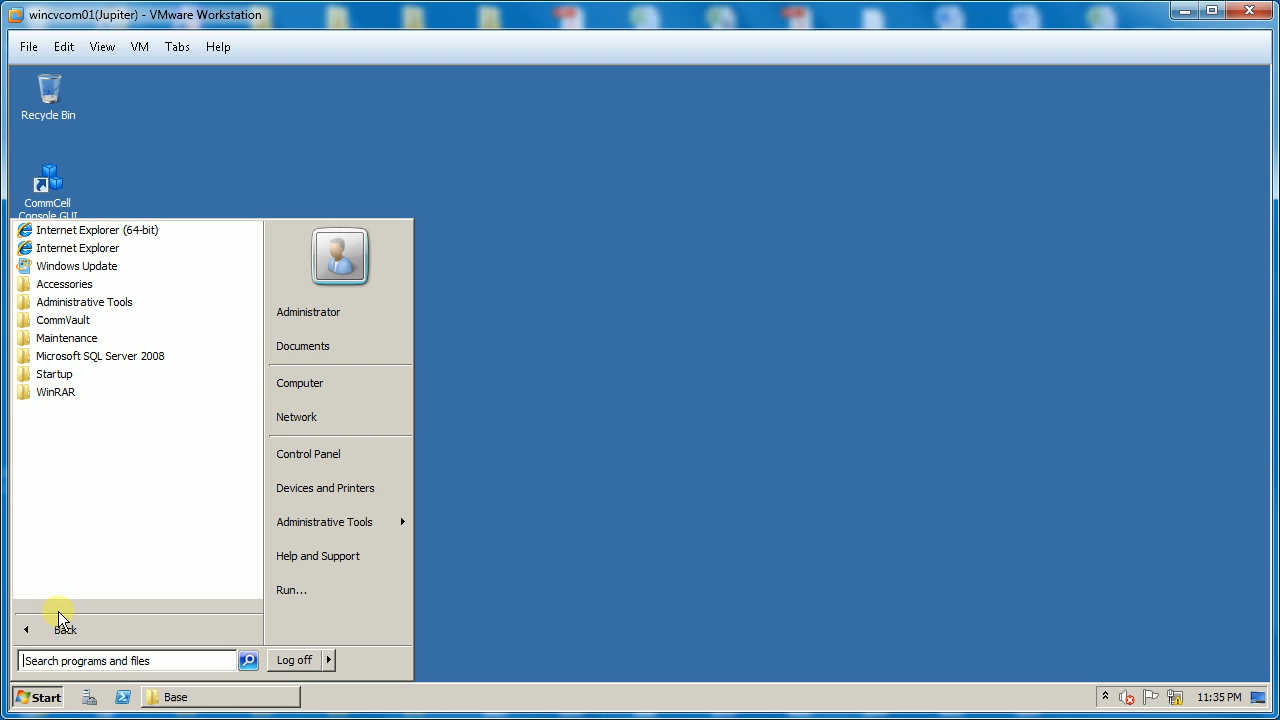 wincvcom01(Jupiter) - VMware Workstation
File Edit View VM Tabs Help
Recycle Bin
CommCell
Console GUI
Internet Explorer (64-bit)
Internet Explorer
Windows Update
Accessories
Administrative Tools
CommVault
Maintenance
Microsoft SQL Server 2008
Startup
WinRAR
Back
Search programs and files
Administrator
Documents
Computer
Network
Control Panel
Devices and Printers
Administrative Tools
Help and Support
Run...
Log off
Start
Base
11:35 PM